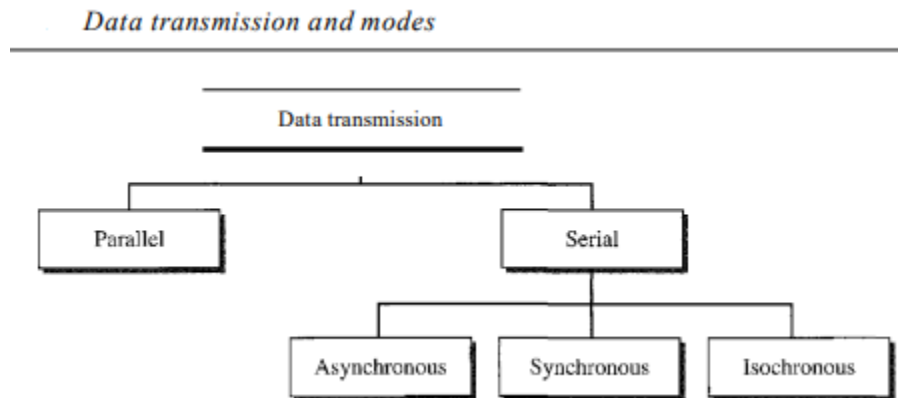 Data transmission and modes
Data transmission
Parallel
Serial
Asynchronous
Synchronous
Isochronous